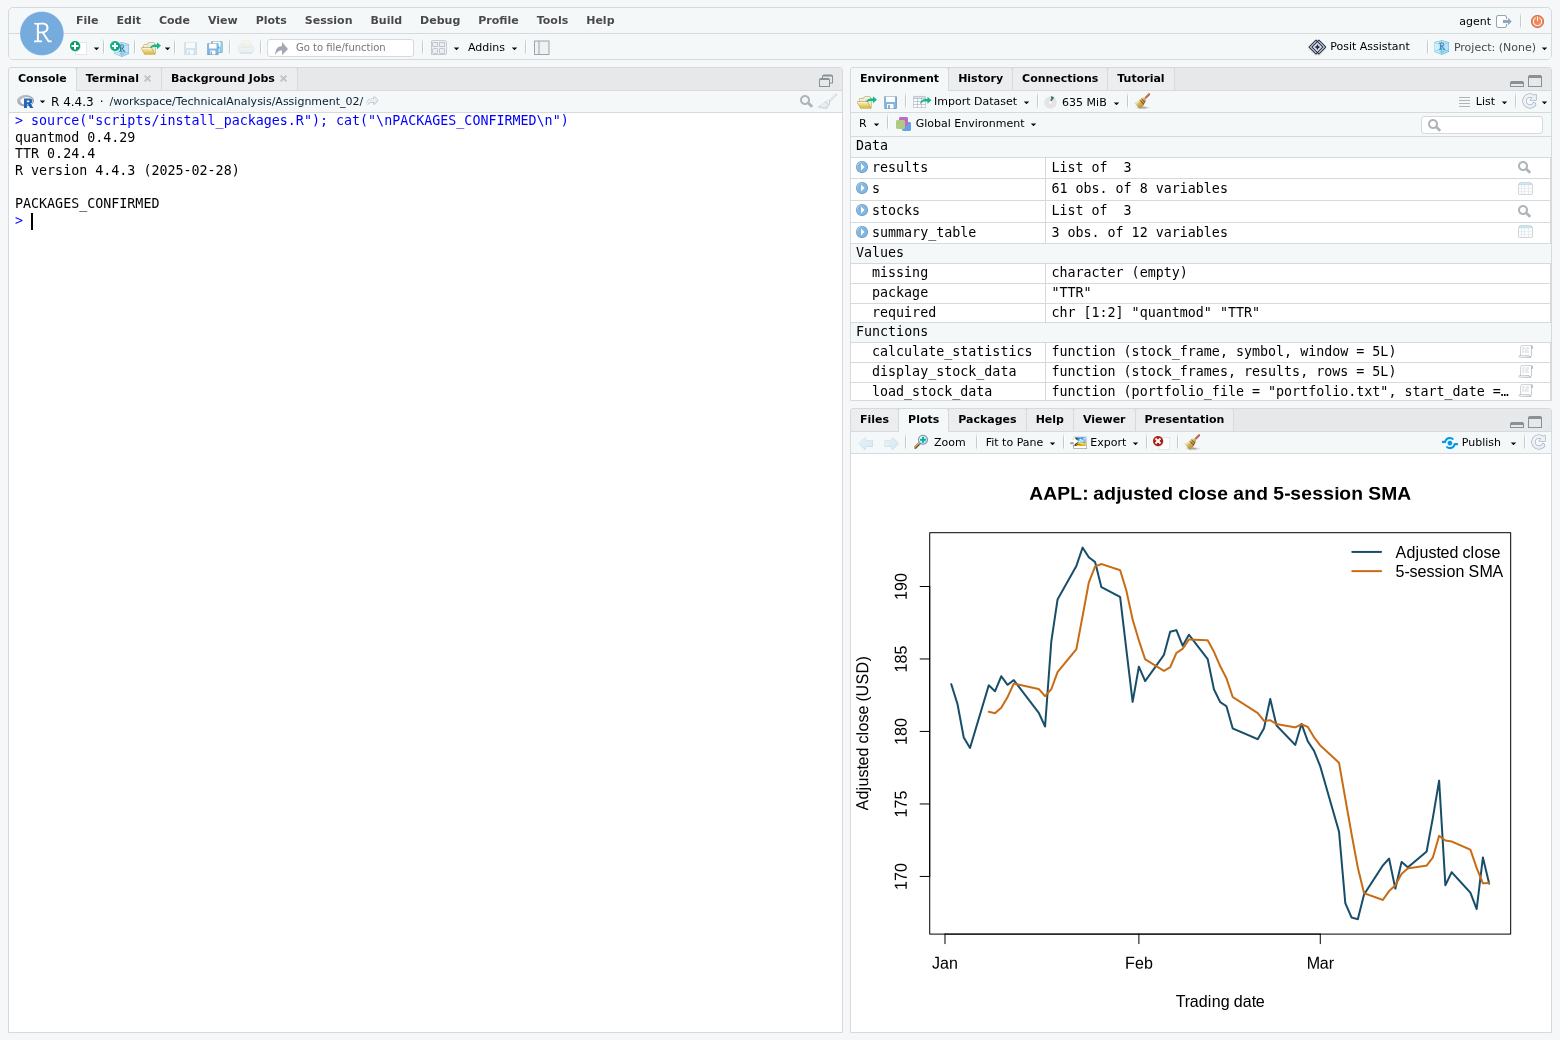 R
File Edit Code View Plots Session Build Debug Profile Tools Help
agent
Go to file/function
Addins
Posit Assistant
Project: (None)
Console Terminal Background Jobs
R 4.4.3 · /workspace/TechnicalAnalysis/Assignment_02/
> source("scripts/install_packages.R"); cat("\nPACKAGES_CONFIRMED\n")
quantmod 0.4.29
TTR 0.24.4
R version 4.4.3 (2025-02-28)
PACKAGES_CONFIRMED
>
Environment History Connections Tutorial
Import Dataset 635 MiB List
R Global Environment
Data
results List of 3
s 61 obs. of 8 variables
stocks List of 3
summary_table 3 obs. of 12 variables
Values
missing character (empty)
package "TTR"
required chr [1:2] "quantmod" "TTR"
Functions
calculate_statistics function (stock_frame, symbol, window = 5L)
display_stock_data function (stock_frames, results, rows = 5L)
load_stock_data function (portfolio_file = "portfolio.txt", start_date =…
Files Plots Packages Help Viewer Presentation
Zoom Fit to Pane Export Publish
AAPL: adjusted close and 5-session SMA
Adjusted close
5-session SMA
Adjusted close (USD)
190
185
180
175
170
Jan Feb Mar
Trading date